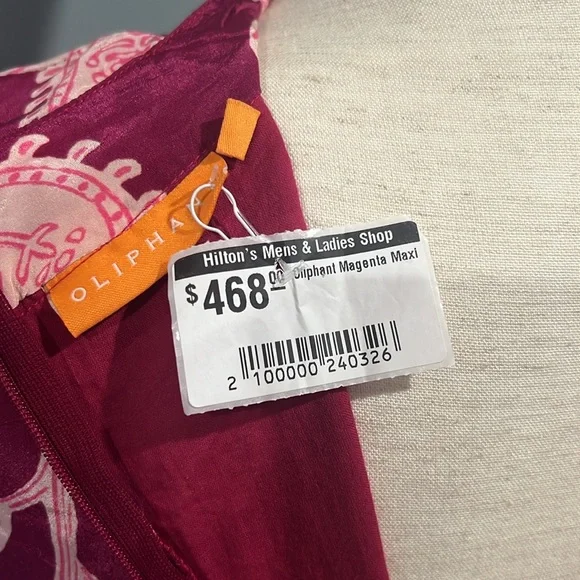 OLIPHA
Hilton's Mens & Ladies Shop
$468.00 Oliphant Magenta Maxi
2 100000 240326